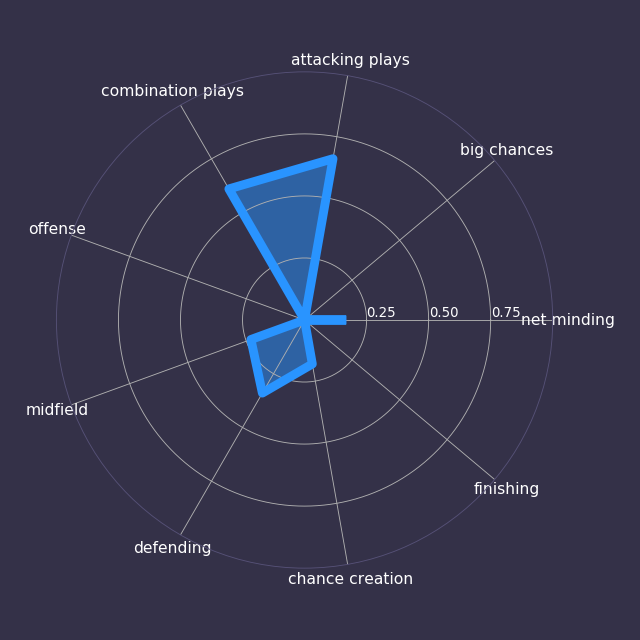 attacking plays
combination plays
big chances
offense
0.25
0.50
0.75
net minding
midfield
finishing
defending
chance creation